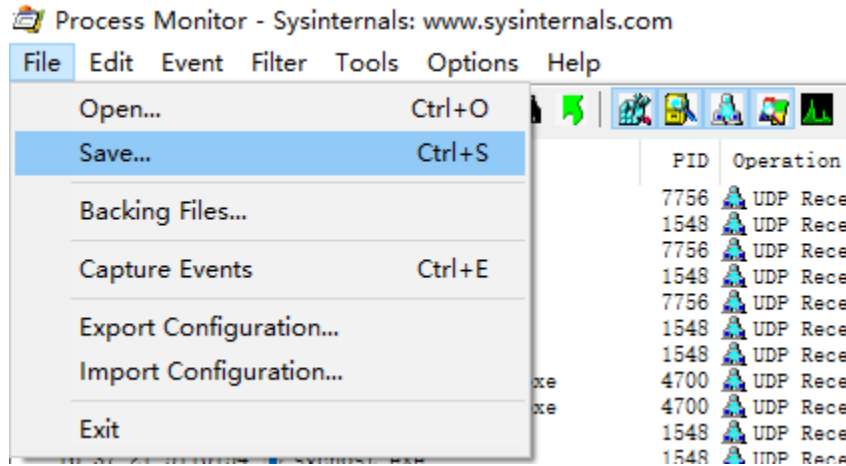 Process Monitor - Sysinternals: www.sysinternals.com
File Edit Event Filter Tools Options Help
Open... Ctrl+O
Save... Ctrl+S
PID Operation
7756 UDP Rece
Backing Files...
1548 UDP Rece
7756 UDP Rece
Capture Events Ctrl+E
1548 UDP Rece
7756 UDP Rece
Export Configuration...
1548 UDP Rece
1548 UDP Rece
Import Configuration...
xe 4700 UDP Rece
xe 4700 UDP Rece
Exit
1548 UDP Rece
1548 UDP Rece